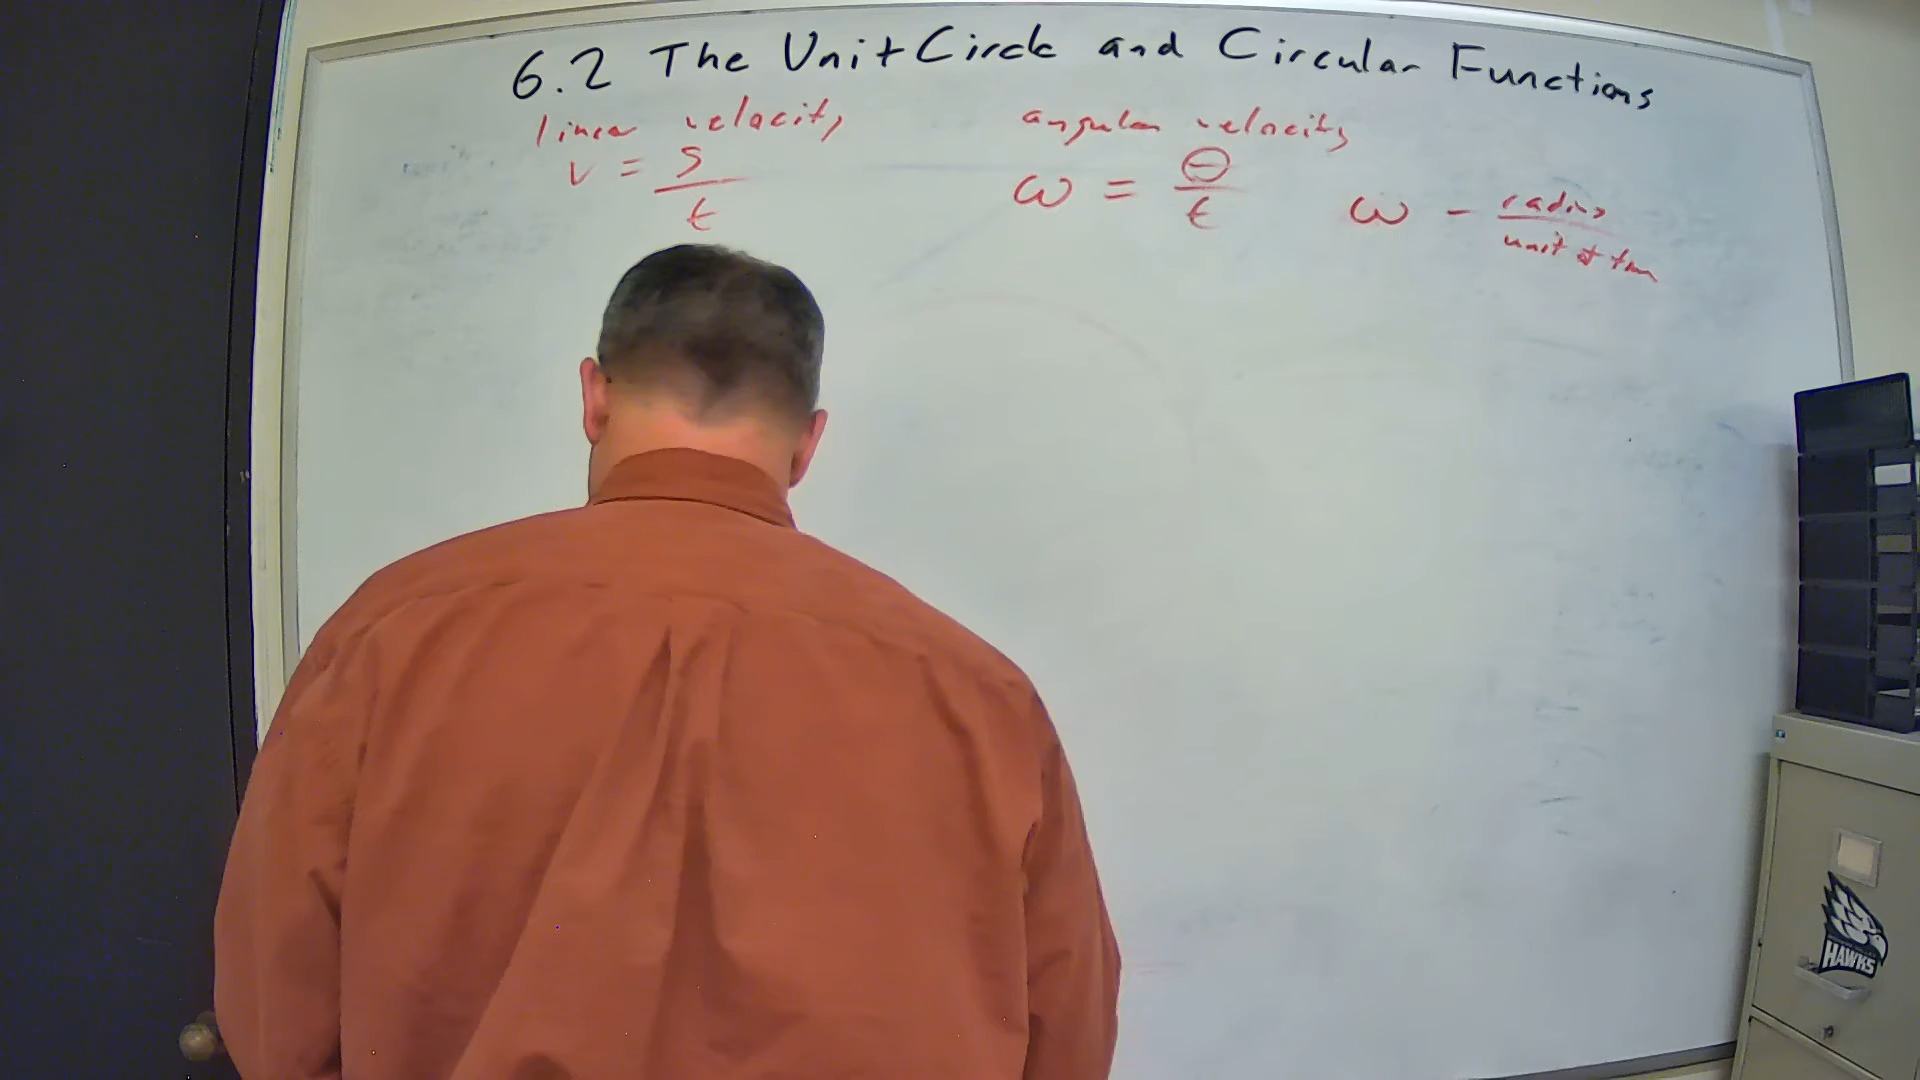 6.2 The Unit Circle and Circular Functions
linear velocity
v = s/t
angular velocity
ω = Θ/t
ω - radians/unit of time
HAWKS